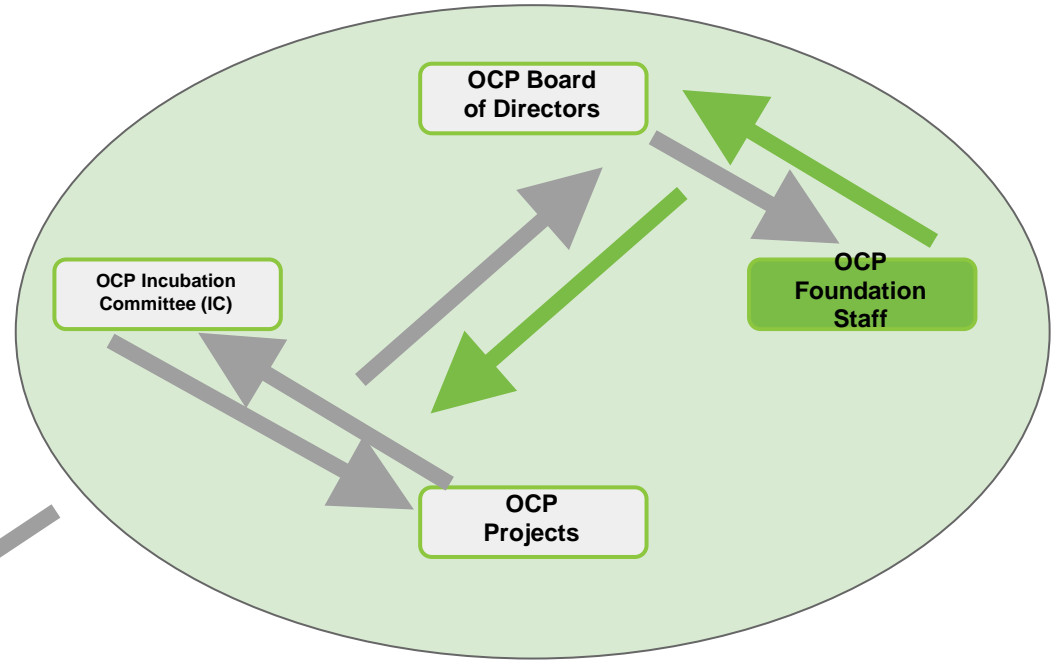 OCP Board
of Directors
OCP Incubation
Committee (IC)
OCP
Foundation
Staff
OCP
Projects